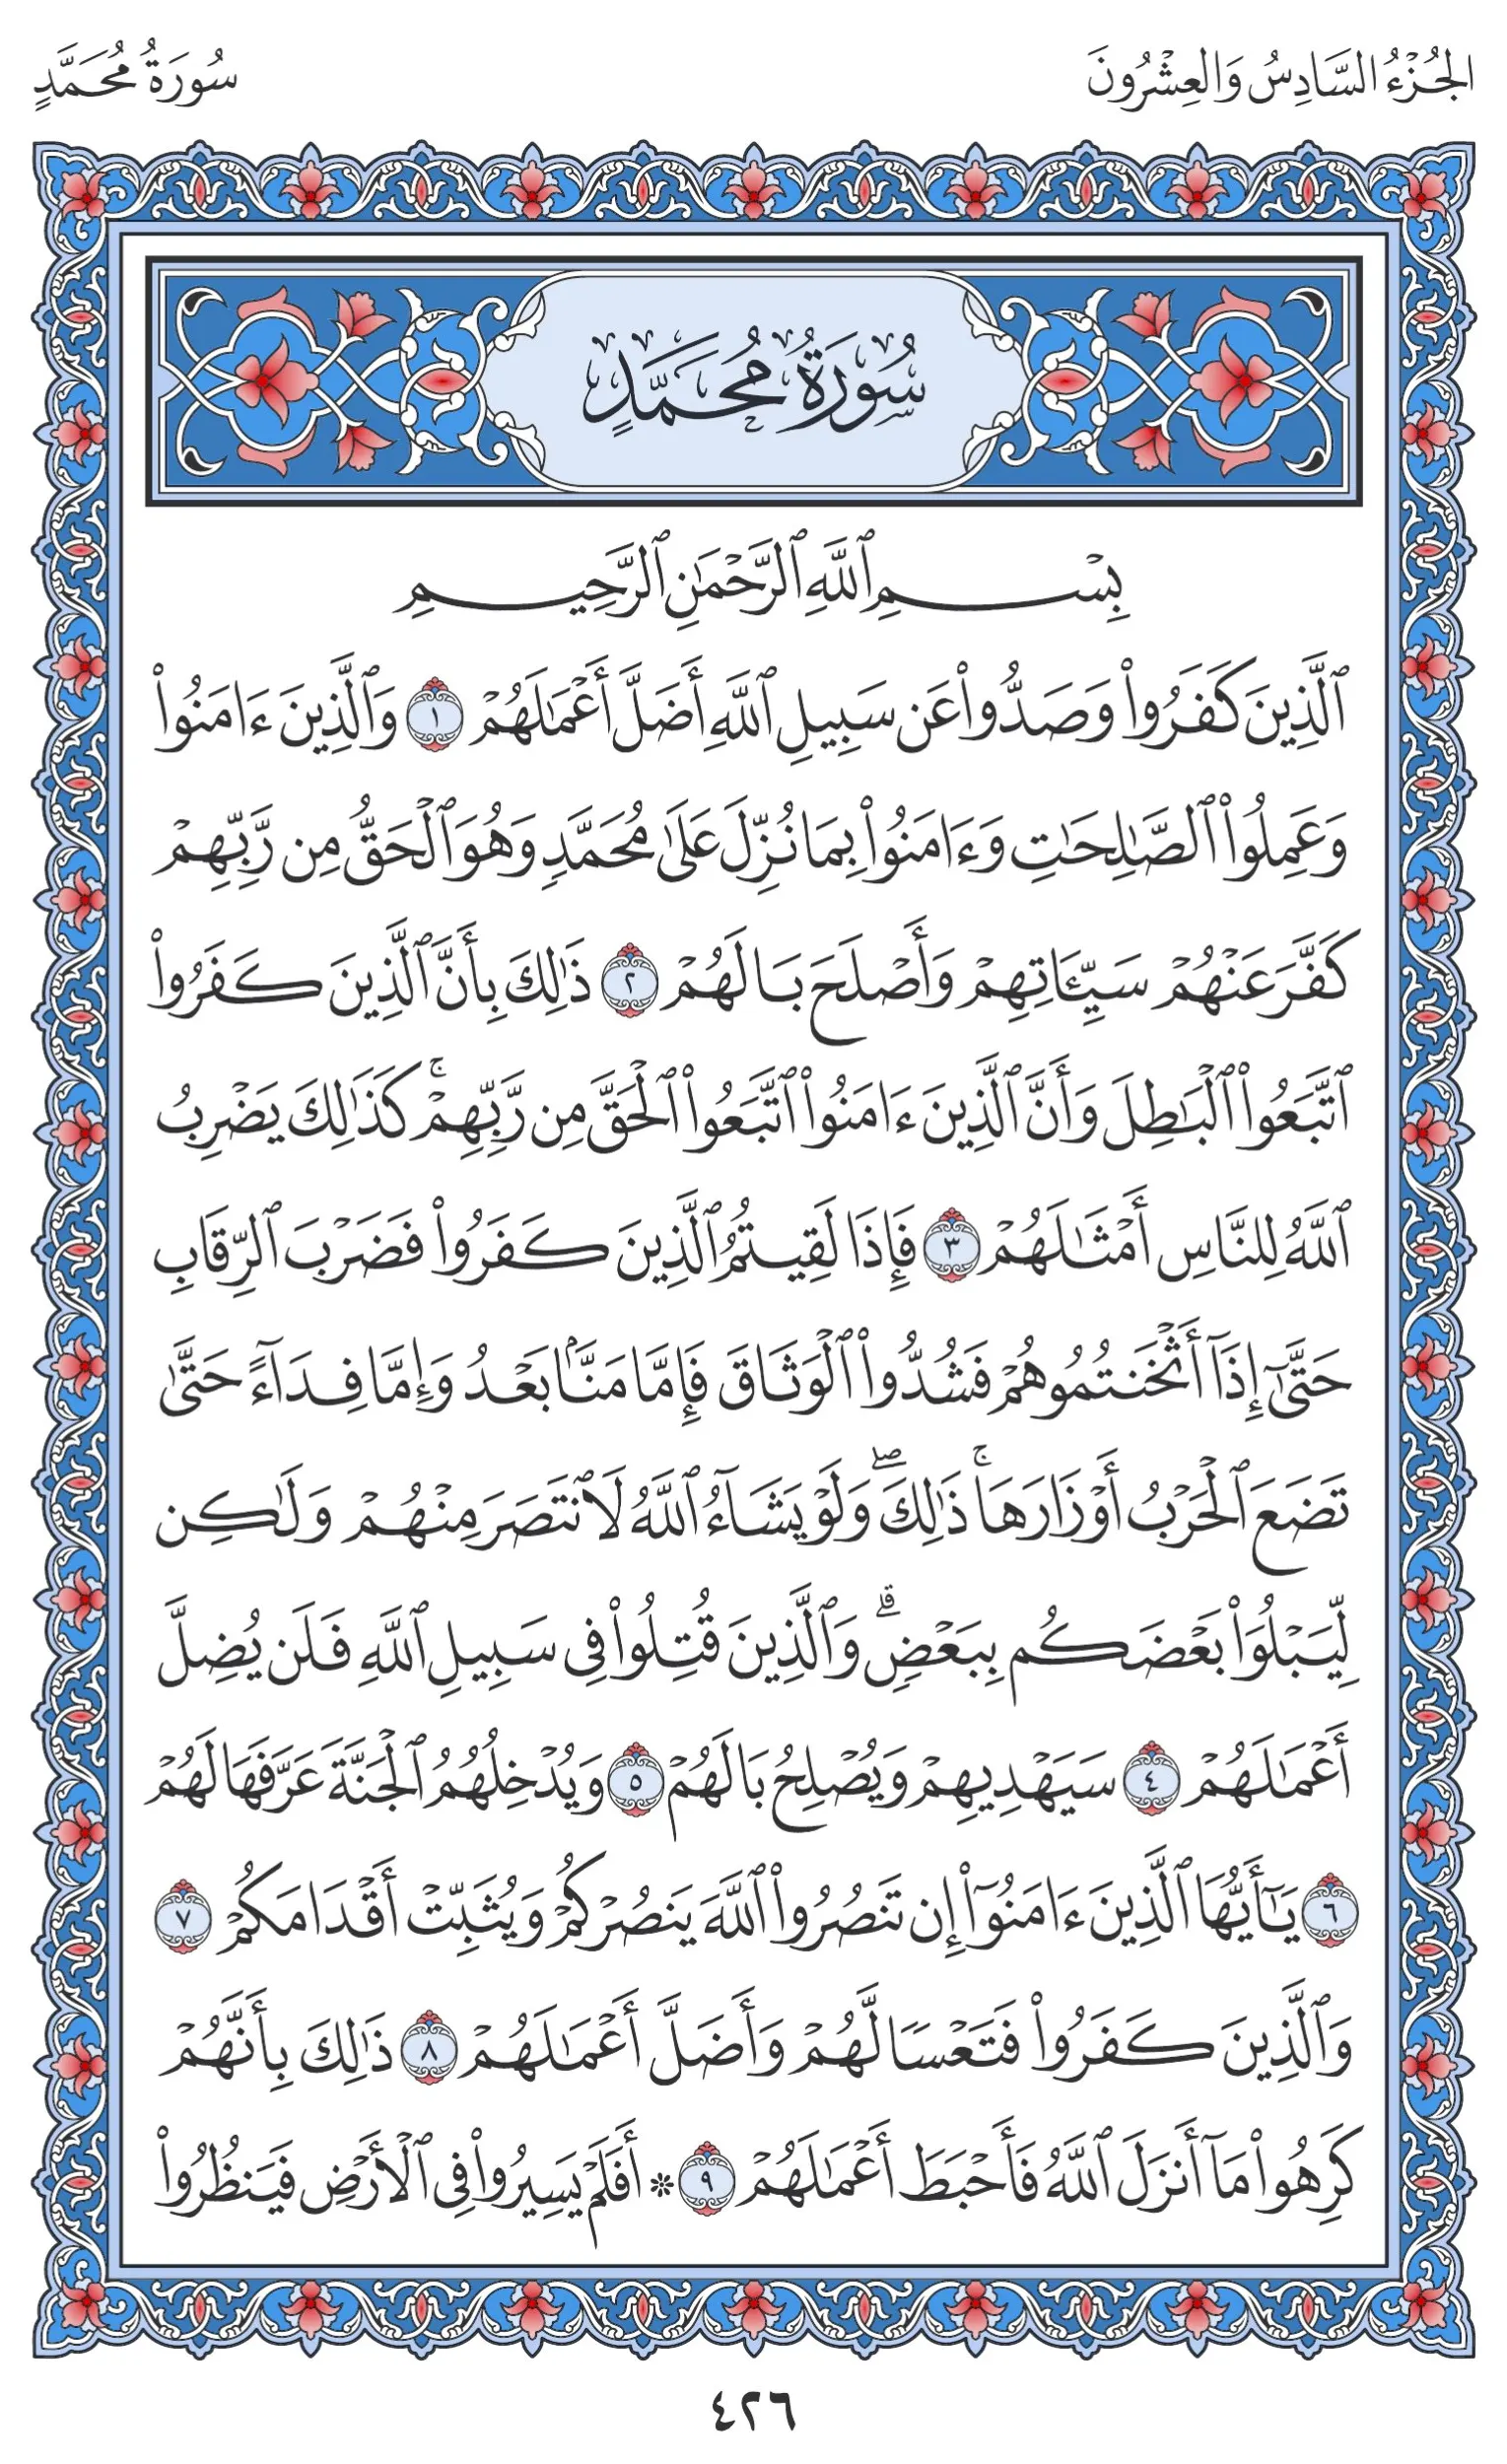 الجُزْءُ السَّادِسُ وَالعِشْرُونَ
سُورَةُ مُحَمَّدٍ
سُورَةُ مُحَمَّدٍ
بِسْمِ ٱللَّهِ ٱلرَّحْمَٰنِ ٱلرَّحِيمِ
ٱلَّذِينَ كَفَرُوا۟ وَصَدُّوا۟ عَن سَبِيلِ ٱللَّهِ أَضَلَّ أَعْمَٰلَهُمْ ١ وَٱلَّذِينَ ءَامَنُوا۟
وَعَمِلُوا۟ ٱلصَّٰلِحَٰتِ وَءَامَنُوا۟ بِمَا نُزِّلَ عَلَىٰ مُحَمَّدٍ وَهُوَ ٱلْحَقُّ مِن رَّبِّهِمْ
كَفَّرَ عَنْهُمْ سَيِّـَٔاتِهِمْ وَأَصْلَحَ بَالَهُمْ ٢ ذَٰلِكَ بِأَنَّ ٱلَّذِينَ كَفَرُوا۟
ٱتَّبَعُوا۟ ٱلْبَٰطِلَ وَأَنَّ ٱلَّذِينَ ءَامَنُوا۟ ٱتَّبَعُوا۟ ٱلْحَقَّ مِن رَّبِّهِمْ ۚ كَذَٰلِكَ يَضْرِبُ
ٱللَّهُ لِلنَّاسِ أَمْثَٰلَهُمْ ٣ فَإِذَا لَقِيتُمُ ٱلَّذِينَ كَفَرُوا۟ فَضَرْبَ ٱلرِّقَابِ
حَتَّىٰٓ إِذَآ أَثْخَنتُمُوهُمْ فَشُدُّوا۟ ٱلْوَثَاقَ فَإِمَّا مَنًّۢا بَعْدُ وَإِمَّا فِدَآءً حَتَّىٰ
تَضَعَ ٱلْحَرْبُ أَوْزَارَهَا ۚ ذَٰلِكَ ۖ وَلَوْ يَشَآءُ ٱللَّهُ لَٱنتَصَرَ مِنْهُمْ وَلَٰكِن
لِّيَبْلُوَا۟ بَعْضَكُم بِبَعْضٍ ۗ وَٱلَّذِينَ قُتِلُوا۟ فِى سَبِيلِ ٱللَّهِ فَلَن يُضِلَّ
أَعْمَٰلَهُمْ ٤ سَيَهْدِيهِمْ وَيُصْلِحُ بَالَهُمْ ٥ وَيُدْخِلُهُمُ ٱلْجَنَّةَ عَرَّفَهَا لَهُمْ
٦ يَٰٓأَيُّهَا ٱلَّذِينَ ءَامَنُوٓا۟ إِن تَنصُرُوا۟ ٱللَّهَ يَنصُرْكُمْ وَيُثَبِّتْ أَقْدَامَكُمْ ٧
وَٱلَّذِينَ كَفَرُوا۟ فَتَعْسًا لَّهُمْ وَأَضَلَّ أَعْمَٰلَهُمْ ٨ ذَٰلِكَ بِأَنَّهُمْ
كَرِهُوا۟ مَآ أَنزَلَ ٱللَّهُ فَأَحْبَطَ أَعْمَٰلَهُمْ ٩ ۞ أَفَلَمْ يَسِيرُوا۟ فِى ٱلْأَرْضِ فَيَنظُرُوا۟
٤٢٦